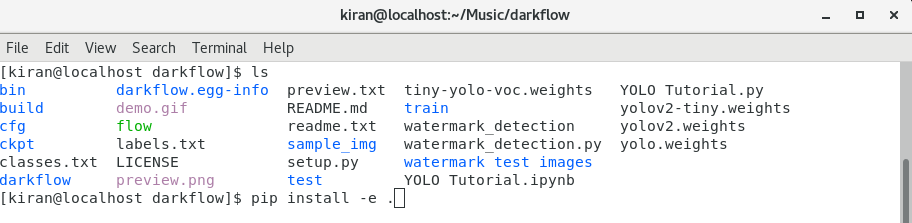 kiran@localhost:~/Music/darkflow
File Edit View Search Terminal Help
[kiran@localhost darkflow]$ ls
bin darkflow.egg-info preview.txt tiny-yolo-voc.weights YOLO Tutorial.py
build demo.gif README.md train yolov2-tiny.weights
cfg flow readme.txt watermark_detection yolov2.weights
ckpt labels.txt sample_img watermark_detection.py yolo.weights
classes.txt LICENSE setup.py watermark test images
darkflow preview.png test YOLO Tutorial.ipynb
[kiran@localhost darkflow]$ pip install -e .